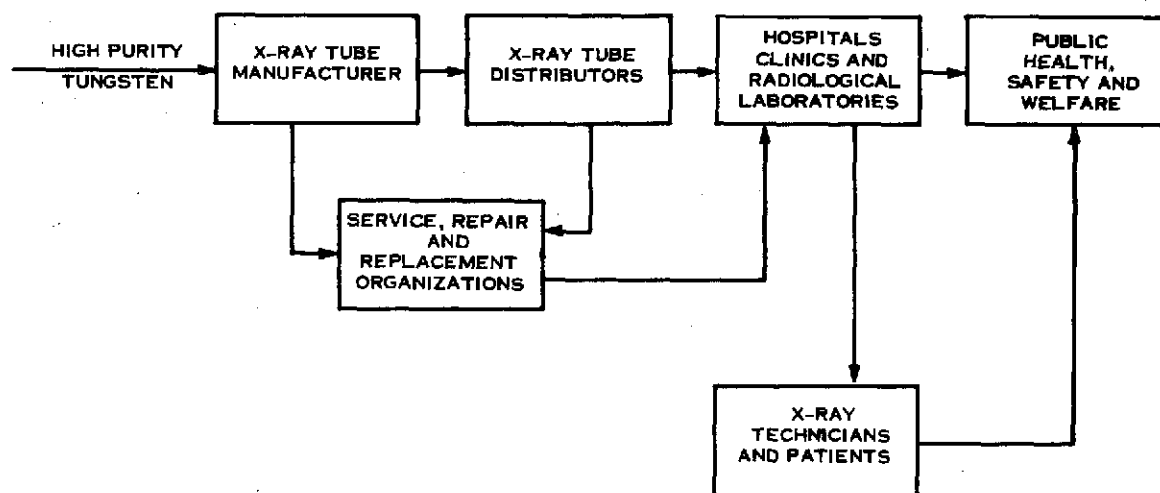 HIGH PURITY
TUNGSTEN
X-RAY TUBE
MANUFACTURER
X-RAY TUBE
DISTRIBUTORS
HOSPITALS
CLINICS AND
RADIOLOGICAL
LABORATORIES
PUBLIC
HEALTH,
SAFETY AND
WELFARE
SERVICE, REPAIR
AND
REPLACEMENT
ORGANIZATIONS
X-RAY
TECHNICIANS
AND PATIENTS